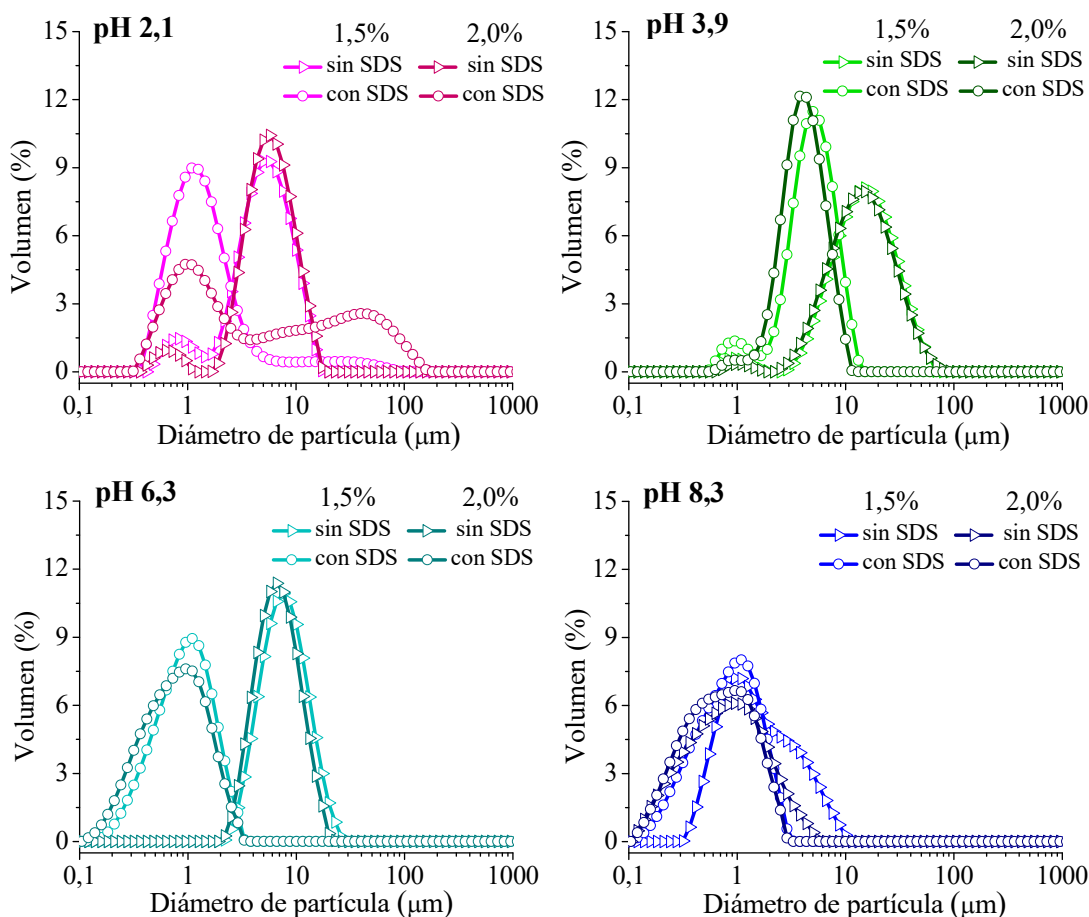 pH 2,1
1,5% 2,0%
sin SDS sin SDS
con SDS con SDS
Volumen (%)
15
12
9
6
3
0
0,1 1 10 100 1000
Diámetro de partícula (μm)
pH 3,9
1,5% 2,0%
sin SDS sin SDS
con SDS con SDS
Volumen (%)
15
12
9
6
3
0
0,1 1 10 100 1000
Diámetro de partícula (μm)
pH 6,3
1,5% 2,0%
sin SDS sin SDS
con SDS con SDS
Volumen (%)
15
12
9
6
3
0
0,1 1 10 100 1000
Diámetro de partícula (μm)
pH 8,3
1,5% 2,0%
sin SDS sin SDS
con SDS con SDS
Volumen (%)
15
12
9
6
3
0
0,1 1 10 100 1000
Diámetro de partícula (μm)